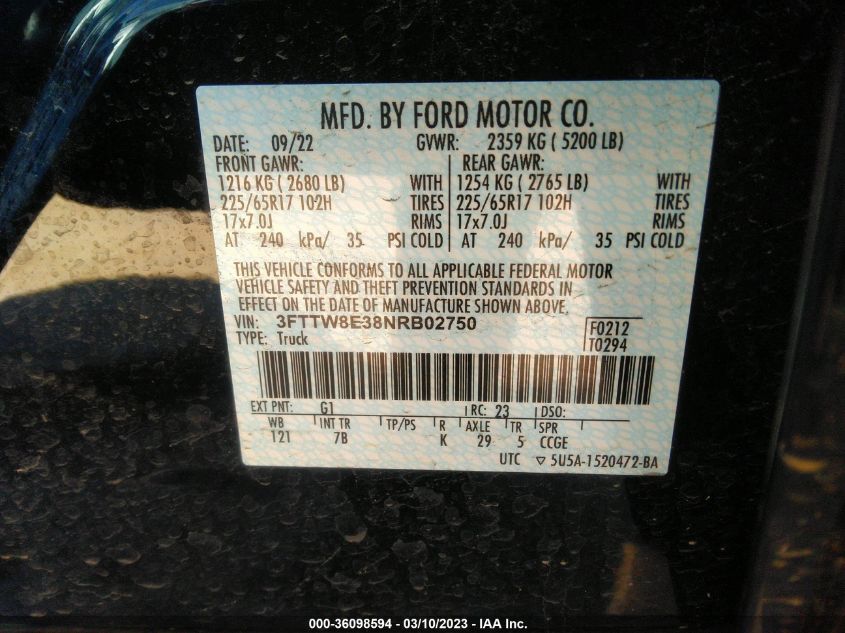 MFD. BY FORD MOTOR CO.
DATE: 09/22 GVWR: 2359 KG ( 5200 LB)
FRONT GAWR: REAR GAWR:
1216 KG ( 2680 LB) WITH 1254 KG ( 2765 LB) WITH
225/65R17 102H TIRES 225/65R17 102H TIRES
17x7.0J RIMS 17x7.0J RIMS
AT 240 kPa/ 35 PSI COLD AT 240 kPa/ 35 PSI COLD
THIS VEHICLE CONFORMS TO ALL APPLICABLE FEDERAL MOTOR
VEHICLE SAFETY AND THEFT PREVENTION STANDARDS IN
EFFECT ON THE DATE OF MANUFACTURE SHOWN ABOVE.
VIN: 3FTTW8E38NRB02750 F0212
TYPE: Truck T0294
EXT PNT: G1 RC: 23 DSO:
WB INT TR TP/PS R AXLE TR SPR
121 7B K 29 5 CCGE
UTC ▽ 5U5A-1520472-BA
000-36098594 — 03/10/2023 — IAA Inc.